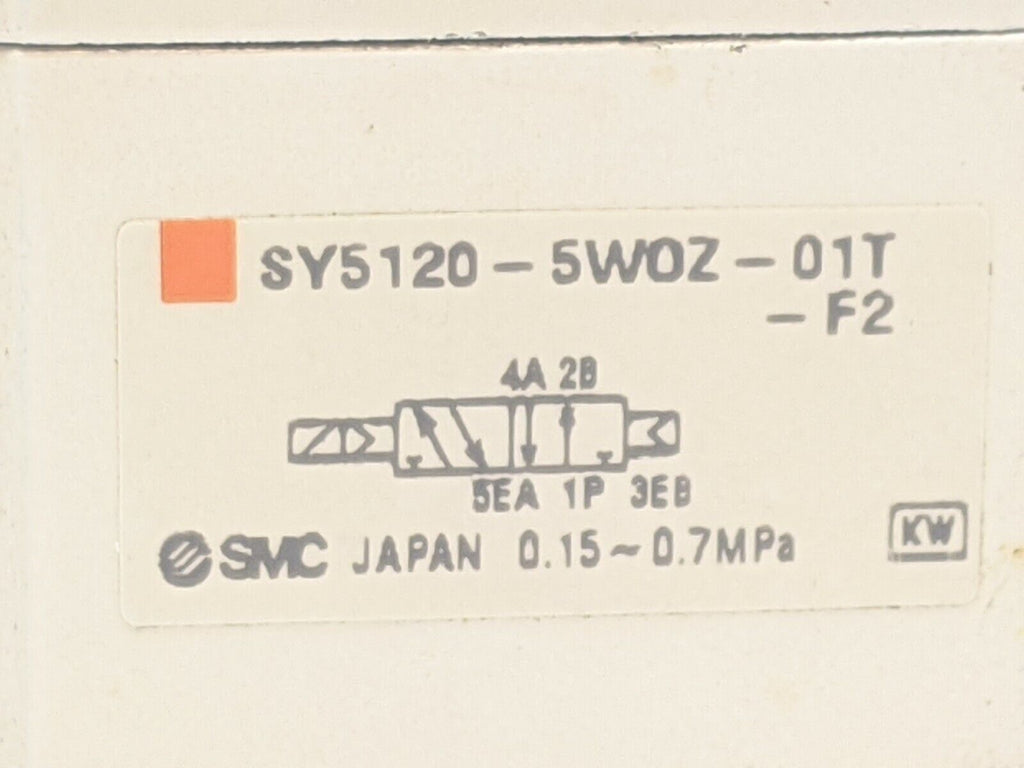 SY5120-5WOZ-01T
-F2
4A 2B
5EA 1P 3EB
SMC JAPAN 0.15~0.7MPa
KW